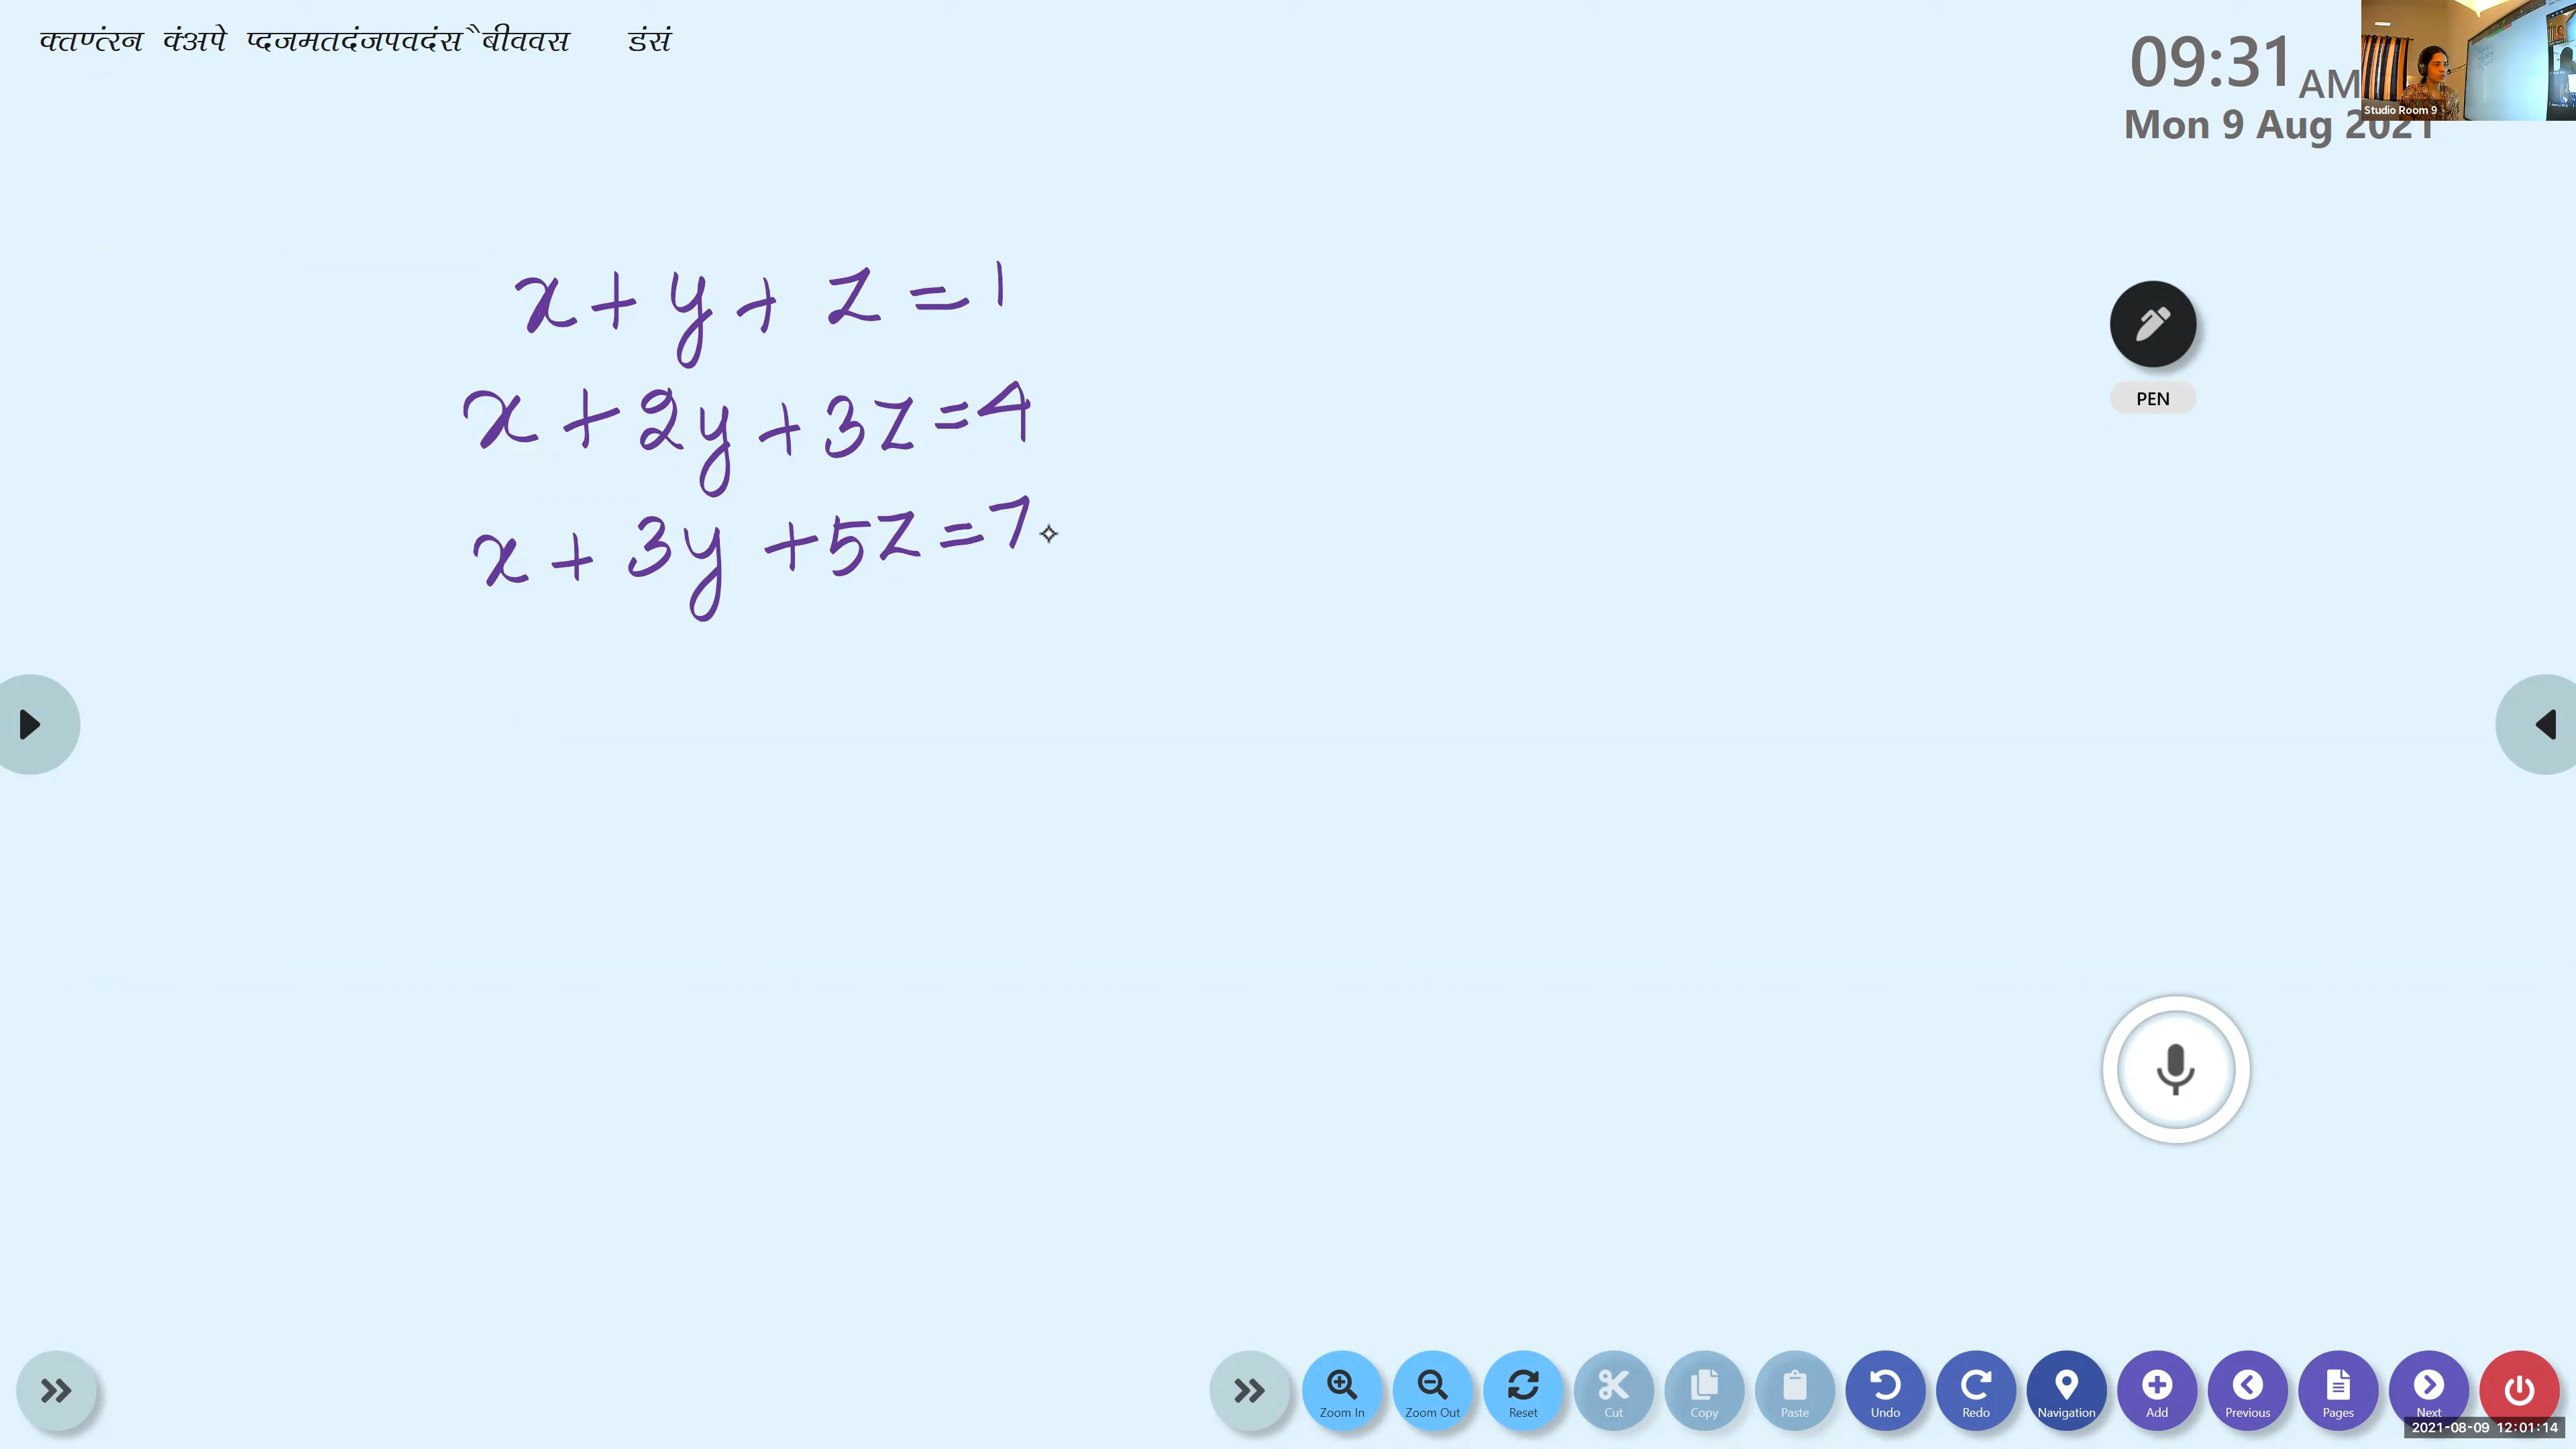 क्तण्त्ंरन क्ंअपे प्दजमतदंजपवदंस ैबीववस डंसं
09:31 AM
Studio Room 9
Mon 9 Aug 2021
x + y + z = 1
x + 2y + 3z = 4
x + 3y + 5z = 7
PEN
Zoom In Zoom Out Reset Cut Copy Paste Undo Redo Navigation Add Previous Pages Next
2021-08-09 12:01:14